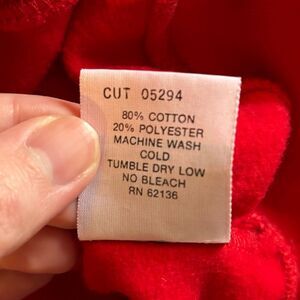 CUT 05294
80% COTTON
20% POLYESTER
MACHINE WASH
COLD
TUMBLE DRY LOW
NO BLEACH
RN 62136